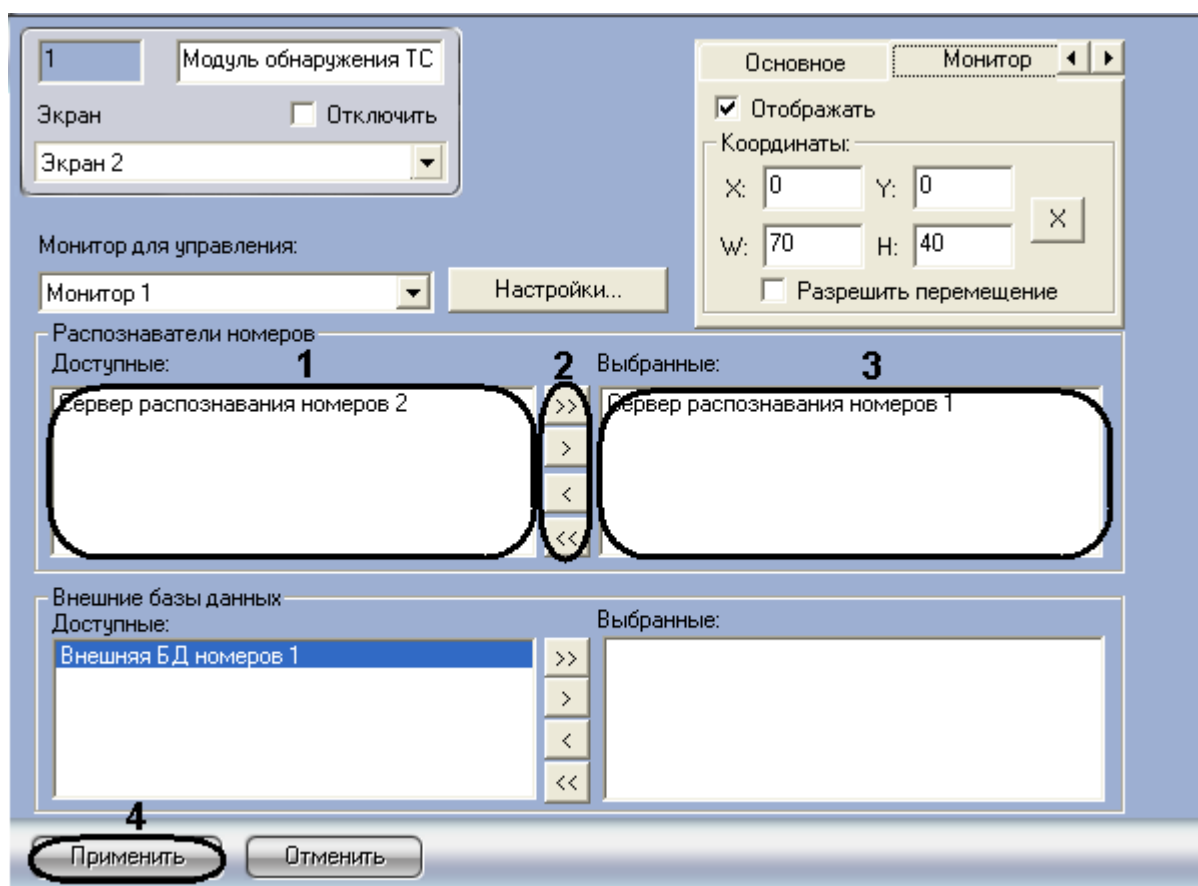 1
Модуль обнаружения ТС
Экран
Отключить
Экран 2
Основное
Монитор
Отображать
Координаты:
X: 0 Y: 0
X
W: 70 H: 40
Разрешить перемещение
Монитор для управления:
Монитор 1
Настройки...
Распознаватели номеров
Доступные:
1
2
Выбранные:
3
Сервер распознавания номеров 2
>>
>
<
<<
Сервер распознавания номеров 1
Внешние базы данных
Доступные:
Выбранные:
Внешняя БД номеров 1
>>
>
<
<<
4
Применить
Отменить